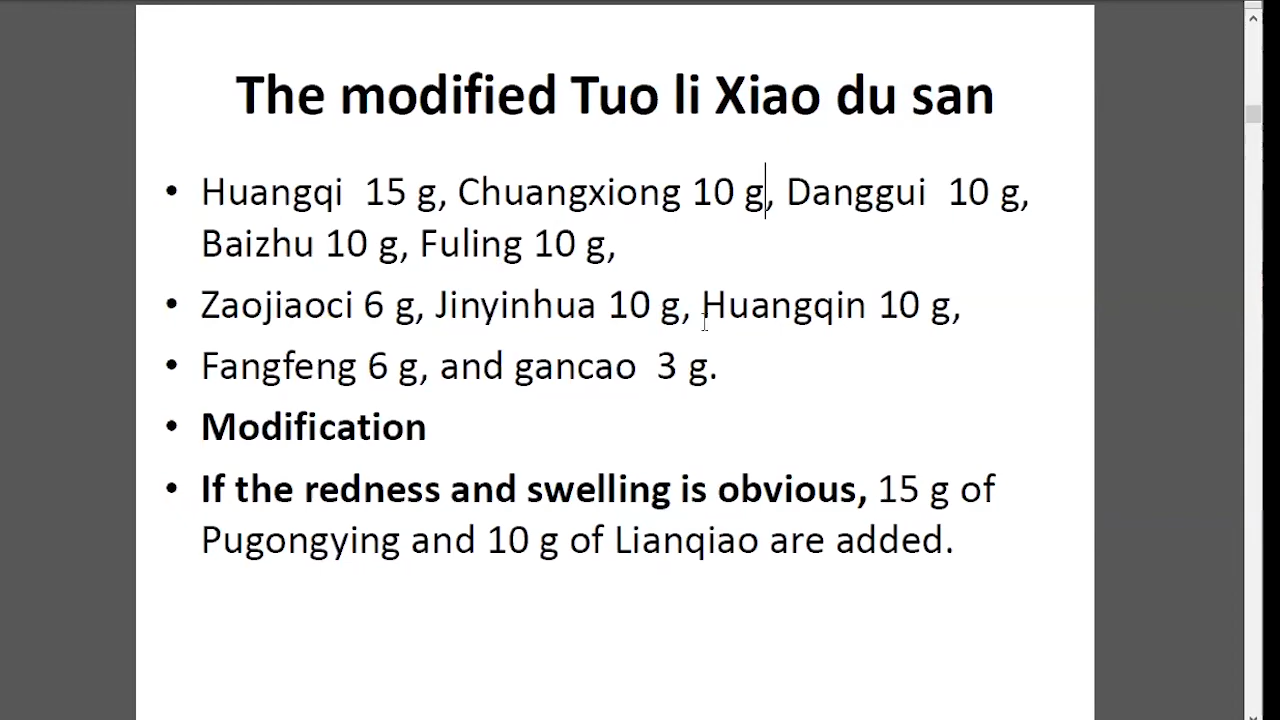 The modified Tuo li Xiao du san
• Huangqi  15 g, Chuangxiong 10 g, Danggui  10 g,
Baizhu 10 g, Fuling 10 g,
• Zaojiaoci 6 g, Jinyinhua 10 g, Huangqin 10 g,
• Fangfeng 6 g, and gancao  3 g.
• Modification
• If the redness and swelling is obvious, 15 g of
Pugongying and 10 g of Lianqiao are added.